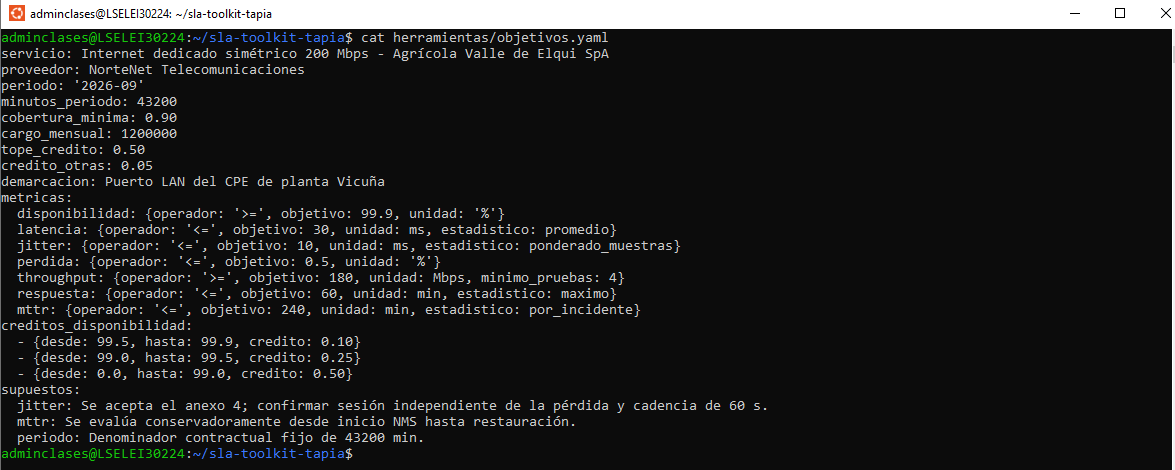 adminclases@LSELEI30224: ~/sla-toolkit-tapia
adminclases@LSELEI30224:~/sla-toolkit-tapia$ cat herramientas/objetivos.yaml
servicio: Internet dedicado simétrico 200 Mbps - Agrícola Valle de Elqui SpA
proveedor: NorteNet Telecomunicaciones
periodo: '2026-09'
minutos_periodo: 43200
cobertura_minima: 0.90
cargo_mensual: 1200000
tope_credito: 0.50
credito_otras: 0.05
demarcacion: Puerto LAN del CPE de planta Vicuña
metricas:
  disponibilidad: {operador: '>=', objetivo: 99.9, unidad: '%'}
  latencia: {operador: '<=', objetivo: 30, unidad: ms, estadistico: promedio}
  jitter: {operador: '<=', objetivo: 10, unidad: ms, estadistico: ponderado_muestras}
  perdida: {operador: '<=', objetivo: 0.5, unidad: '%'}
  throughput: {operador: '>=', objetivo: 180, unidad: Mbps, minimo_pruebas: 4}
  respuesta: {operador: '<=', objetivo: 60, unidad: min, estadistico: maximo}
  mttr: {operador: '<=', objetivo: 240, unidad: min, estadistico: por_incidente}
creditos_disponibilidad:
  - {desde: 99.5, hasta: 99.9, credito: 0.10}
  - {desde: 99.0, hasta: 99.5, credito: 0.25}
  - {desde: 0.0, hasta: 99.0, credito: 0.50}
supuestos:
  jitter: Se acepta el anexo 4; confirmar sesión independiente de la pérdida y cadencia de 60 s.
  mttr: Se evalúa conservadoramente desde inicio NMS hasta restauración.
  periodo: Denominador contractual fijo de 43200 min.
adminclases@LSELEI30224:~/sla-toolkit-tapia$